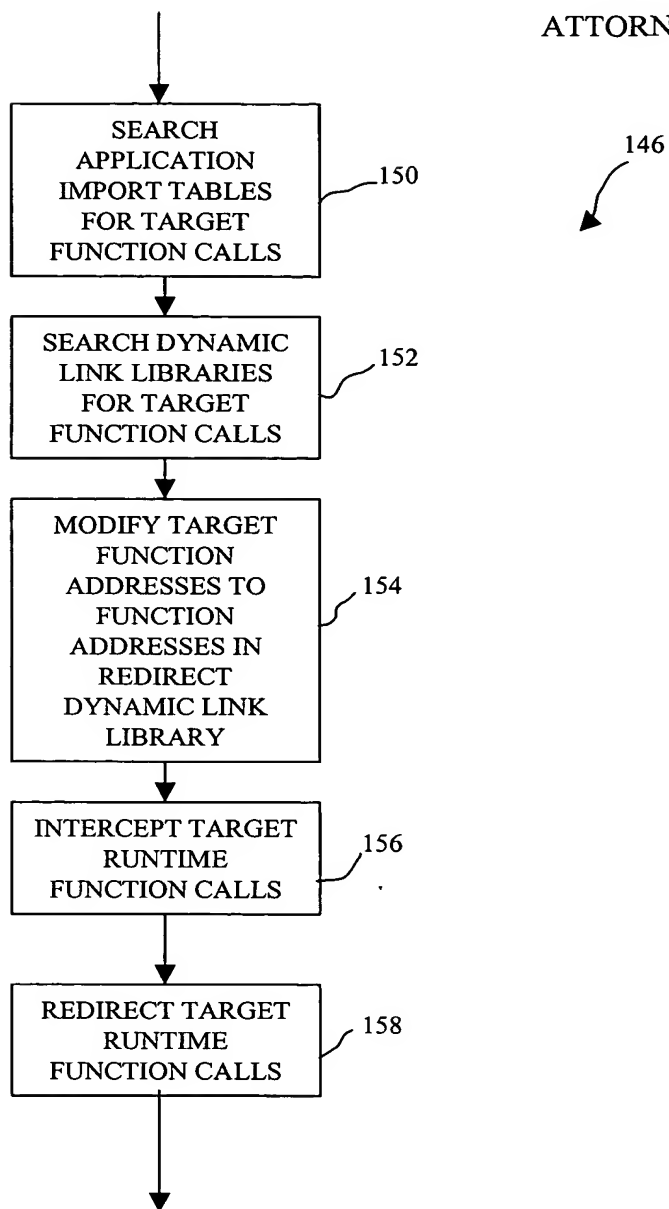 ATTORN
146
SEARCH
APPLICATION
IMPORT TABLES
FOR TARGET
FUNCTION CALLS
150
SEARCH DYNAMIC
LINK LIBRARIES
FOR TARGET
FUNCTION CALLS
152
MODIFY TARGET
FUNCTION
ADDRESSES TO
FUNCTION
ADDRESSES IN
REDIRECT
DYNAMIC LINK
LIBRARY
154
INTERCEPT TARGET
RUNTIME
FUNCTION CALLS
156
REDIRECT TARGET
RUNTIME
FUNCTION CALLS
158